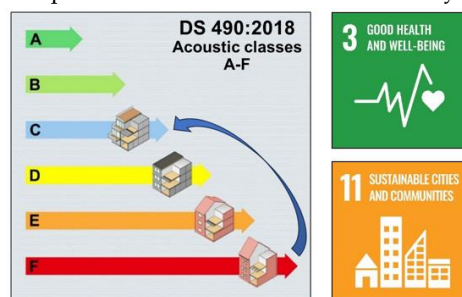 DS 490:2018
Acoustic classes
A-F
A
B
C
D
E
F
3 GOOD HEALTH
AND WELL-BEING
11 SUSTAINABLE CITIES
AND COMMUNITIES